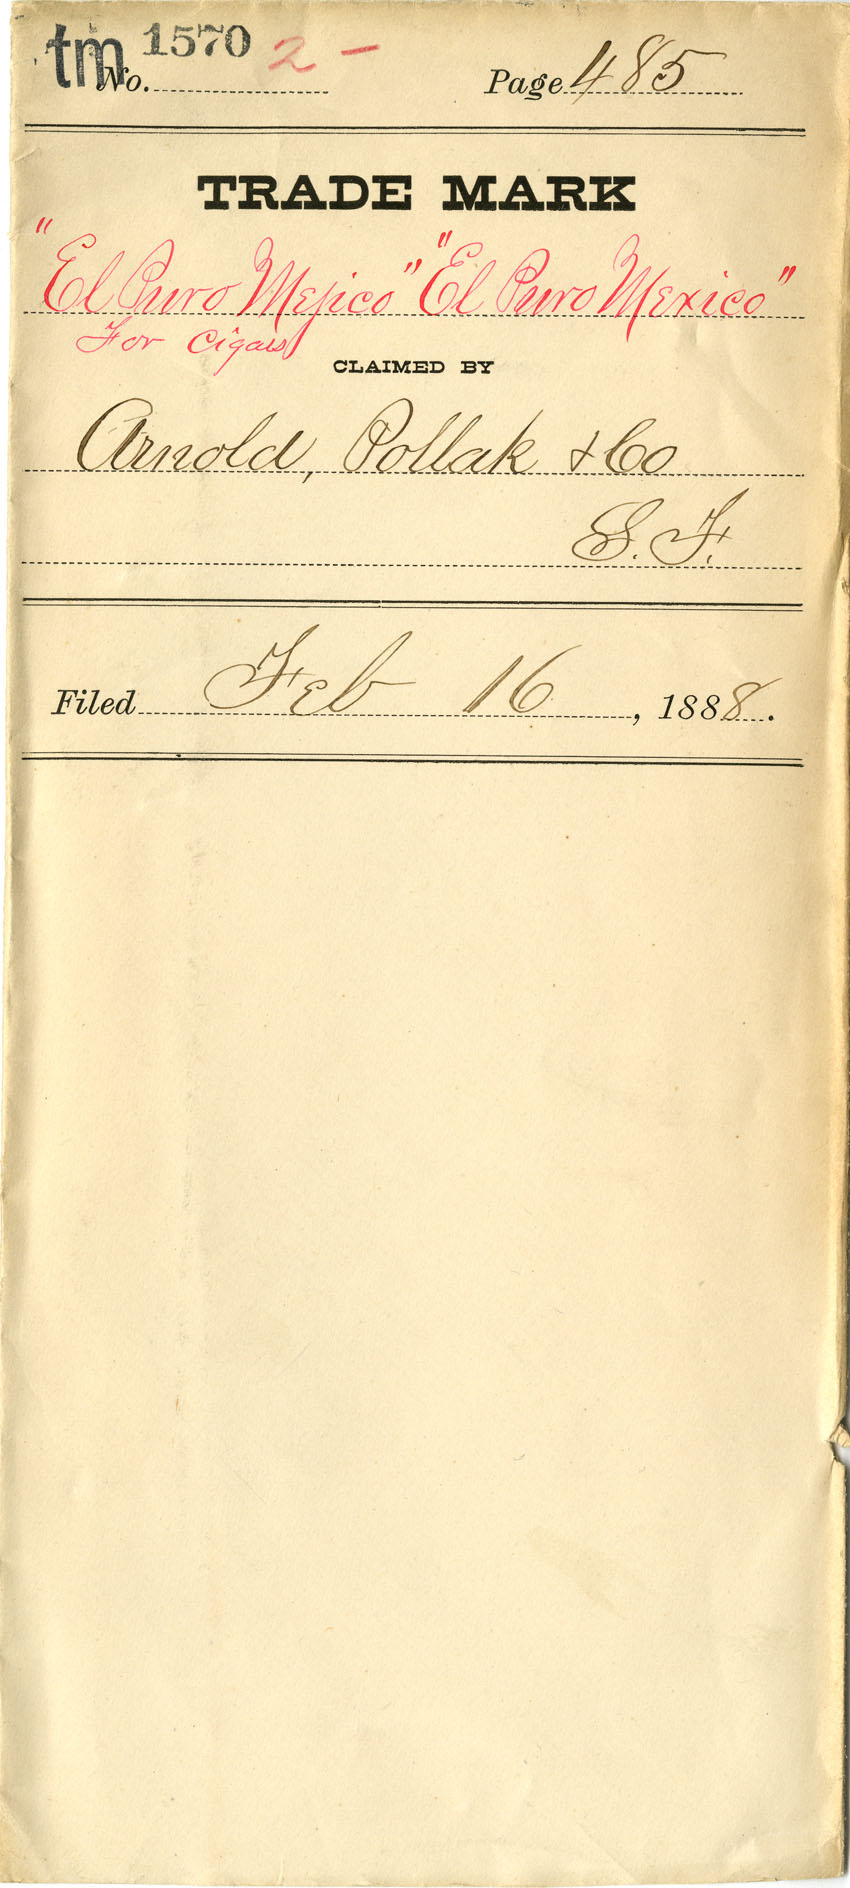 tm 1570 2 –
No. Page 485
TRADE MARK
"El Puro Mejico" "El Puro Mexico"
For Cigars
CLAIMED BY
Arnold, Pollak & Co
S. F.
Filed Feb 16, 1888.